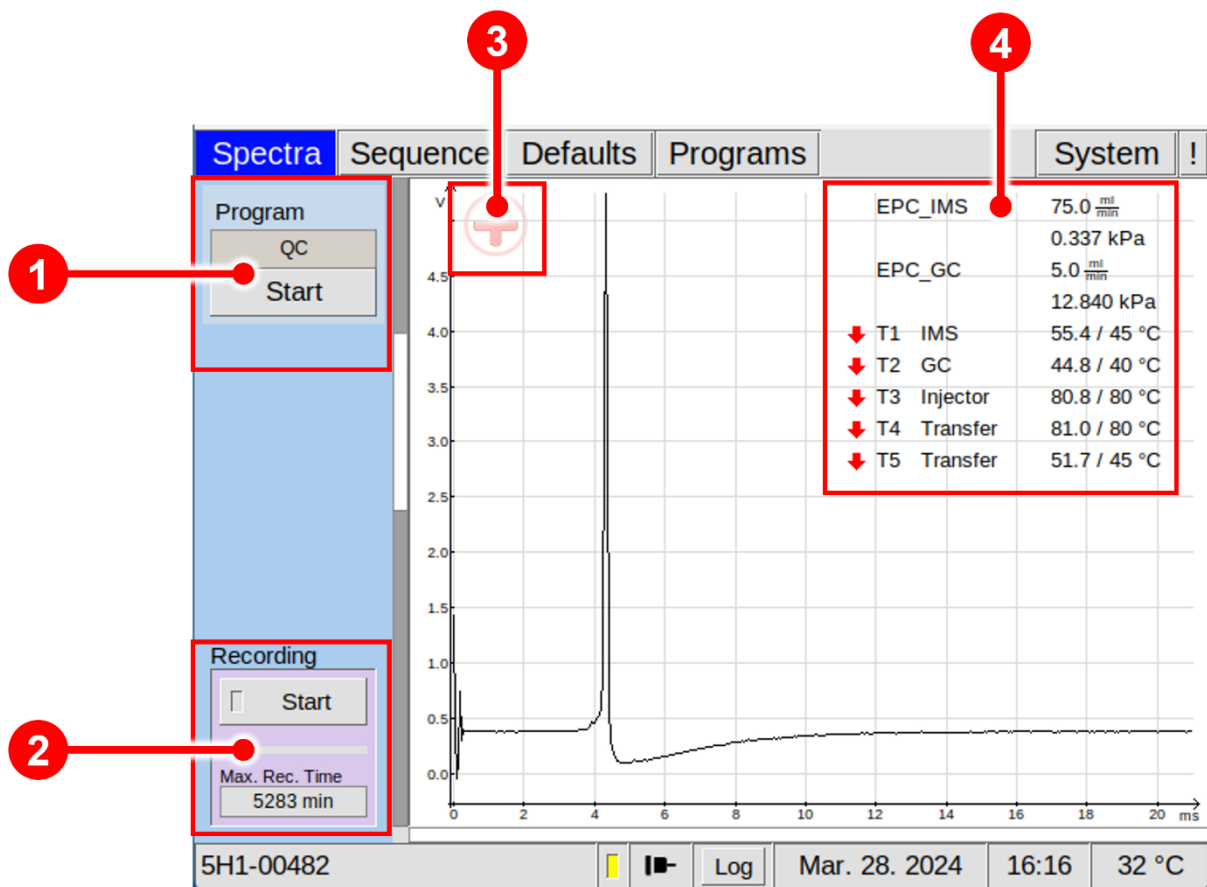 3
4
Spectra Sequence Defaults Programs System !
Program
QC
Start
1
Recording
Start
2
Max. Rec. Time
5283 min
V
4.5
4.0
3.5
3.0
2.5
2.0
1.5
1.0
0.5
0.0
0 2 4 6 8 10 12 14 16 18 20 ms
EPC_IMS 75.0 ml/min
0.337 kPa
EPC_GC 5.0 ml/min
12.840 kPa
T1 IMS 55.4 / 45 °C
T2 GC 44.8 / 40 °C
T3 Injector 80.8 / 80 °C
T4 Transfer 81.0 / 80 °C
T5 Transfer 51.7 / 45 °C
5H1-00482 Log Mar. 28. 2024 16:16 32 °C